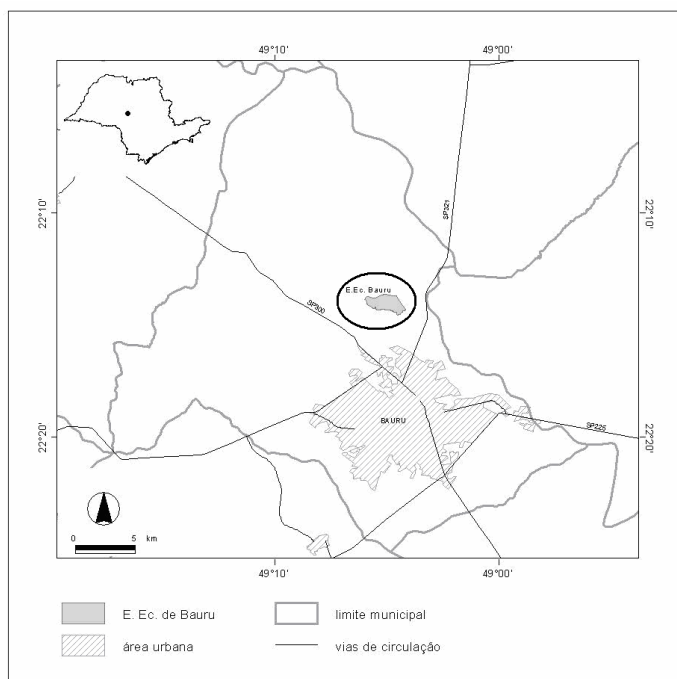 49°10'
49°00'
22°10'
22°10'
SP321
E.Ec. Bauru
SP300
BAURU
22°20'
22°20'
SP225
0
5
km
49°10'
49°00'
E. Ec. de Bauru
limite municipal
área urbana
vias de circulação